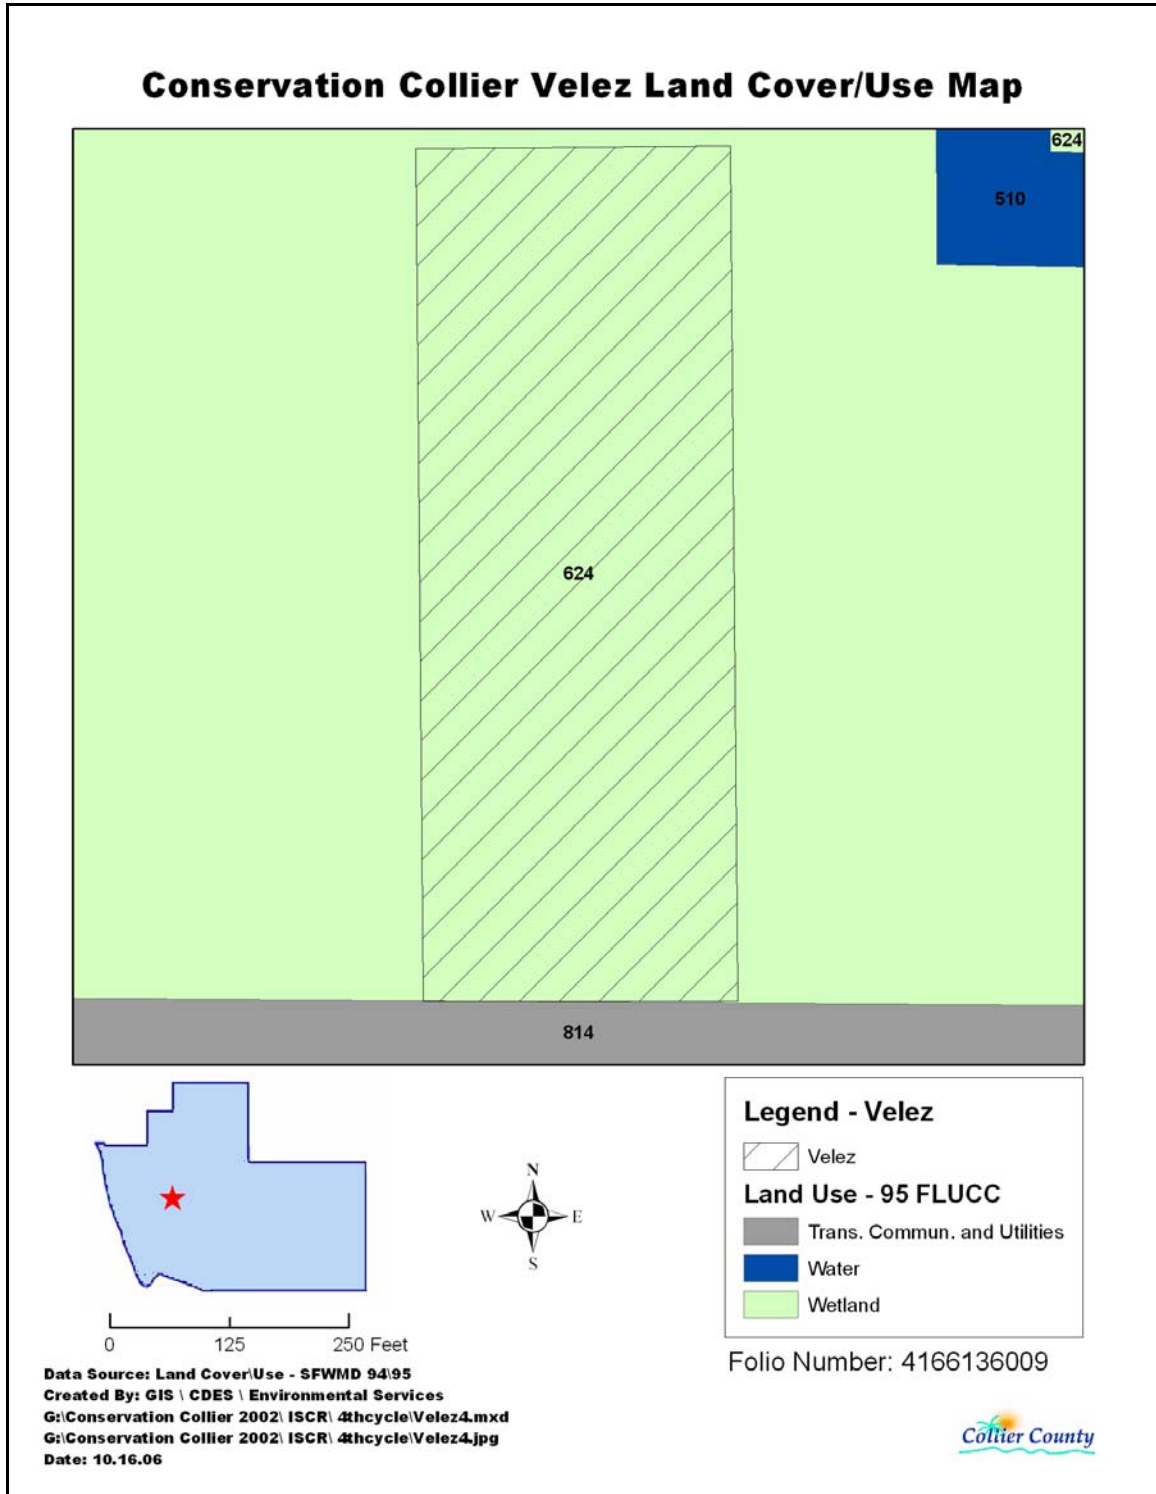 Conservation Collier Velez Land Cover/Use Map
624
510
624
814
Legend - Velez
Velez
Land Use - 95 FLUCC
Trans. Commun. and Utilities
Water
Wetland
N
W E
S
0 125 250 Feet
Folio Number: 4166136009
Data Source: Land Cover\Use - SFWMD 94\95
Created By: GIS \ CDES \ Environmental Services
G:\Conservation Collier 2002\ ISCR\ 4thcycle\Velez4.mxd
G:\Conservation Collier 2002\ ISCR\ 4thcycle\Velez4.jpg
Date: 10.16.06
Collier County